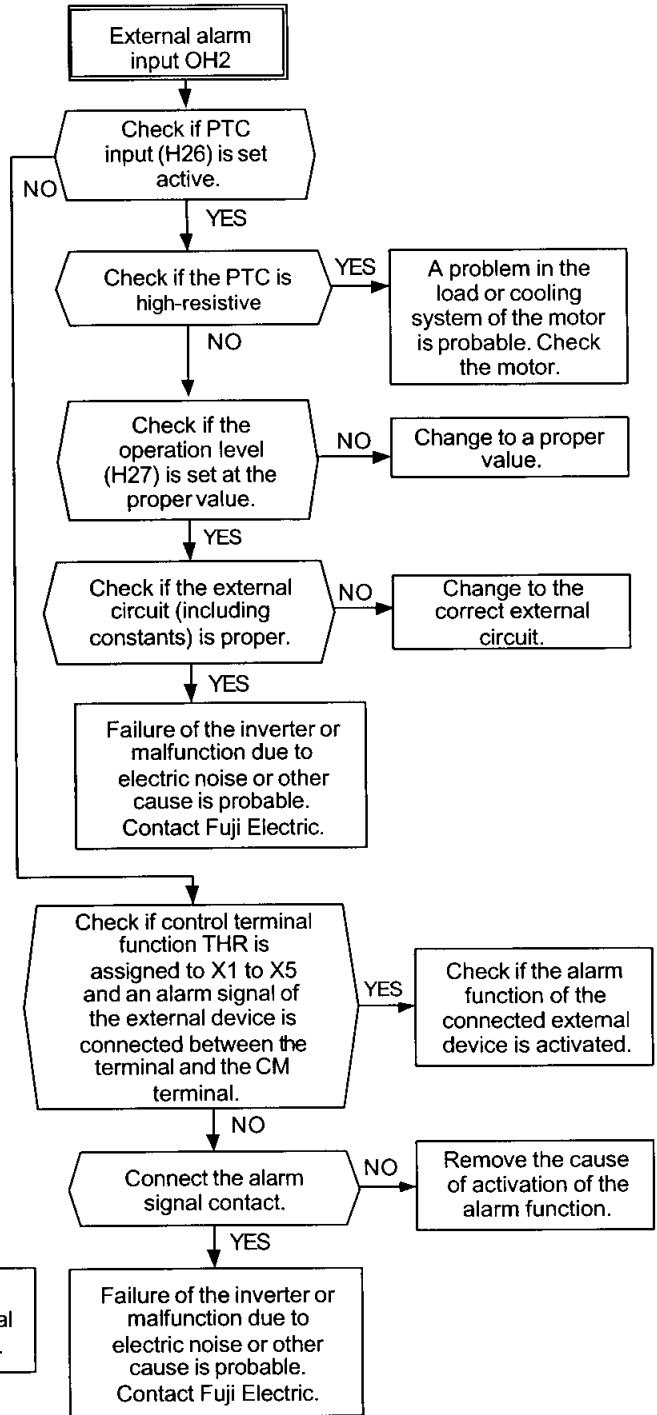 External alarm
input OH2
Check if PTC
input (H26) is set
active.
NO
YES
Check if the PTC is
high-resistive
YES
A problem in the
load or cooling
system of the motor
is probable. Check
the motor.
NO
Check if the
operation level
(H27) is set at the
proper value.
NO
Change to a proper
value.
YES
Check if the external
circuit (including
constants) is proper.
NO
Change to the
correct external
circuit.
YES
Failure of the inverter or
malfunction due to
electric noise or other
cause is probable.
Contact Fuji Electric.
Check if control terminal
function THR is
assigned to X1 to X5
and an alarm signal of
the external device is
connected between the
terminal and the CM
terminal.
YES
Check if the alarm
function of the
connected external
device is activated.
NO
Connect the alarm
signal contact.
NO
Remove the cause
of activation of the
alarm function.
YES
Failure of the inverter or
malfunction due to
electric noise or other
cause is probable.
Contact Fuji Electric.